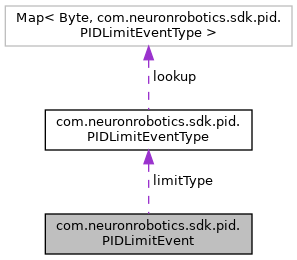 Map< Byte, com.neuronrobotics.sdk.pid.
PIDLimitEventType >
lookup
com.neuronrobotics.sdk.pid.
PIDLimitEventType
limitType
com.neuronrobotics.sdk.pid.
PIDLimitEvent